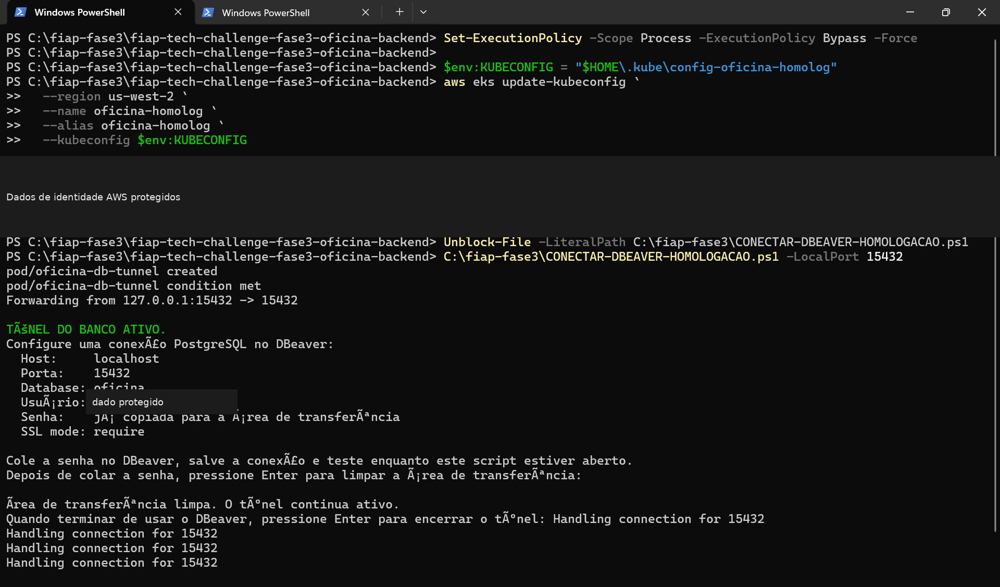 Windows PowerShell
Windows PowerShell
PS C:\fiap-fase3\fiap-tech-challenge-fase3-oficina-backend> Set-ExecutionPolicy -Scope Process -ExecutionPolicy Bypass -Force
PS C:\fiap-fase3\fiap-tech-challenge-fase3-oficina-backend>
PS C:\fiap-fase3\fiap-tech-challenge-fase3-oficina-backend> $env:KUBECONFIG = "$HOME\.kube\config-oficina-homolog"
PS C:\fiap-fase3\fiap-tech-challenge-fase3-oficina-backend> aws eks update-kubeconfig `
>>   --region us-west-2 `
>>   --name oficina-homolog `
>>   --alias oficina-homolog `
>>   --kubeconfig $env:KUBECONFIG
Dados de identidade AWS protegidos
PS C:\fiap-fase3\fiap-tech-challenge-fase3-oficina-backend> Unblock-File -LiteralPath C:\fiap-fase3\CONECTAR-DBEAVER-HOMOLOGACAO.ps1
PS C:\fiap-fase3\fiap-tech-challenge-fase3-oficina-backend> C:\fiap-fase3\CONECTAR-DBEAVER-HOMOLOGACAO.ps1 -LocalPort 15432
pod/oficina-db-tunnel created
pod/oficina-db-tunnel condition met
Forwarding from 127.0.0.1:15432 -> 15432
TÃšNEL DO BANCO ATIVO.
Configure uma conexÃ£o PostgreSQL no DBeaver:
  Host:     localhost
  Porta:    15432
  Database: oficina
  UsuÃ¡rio: dado protegido
  Senha:    jÃ¡ copiada para a Ã¡rea de transferÃªncia
  SSL mode: require
Cole a senha no DBeaver, salve a conexÃ£o e teste enquanto este script estiver aberto.
Depois de colar a senha, pressione Enter para limpar a Ã¡rea de transferÃªncia:
Ãrea de transferÃªncia limpa. O tÃºnel continua ativo.
Quando terminar de usar o DBeaver, pressione Enter para encerrar o tÃºnel: Handling connection for 15432
Handling connection for 15432
Handling connection for 15432
Handling connection for 15432